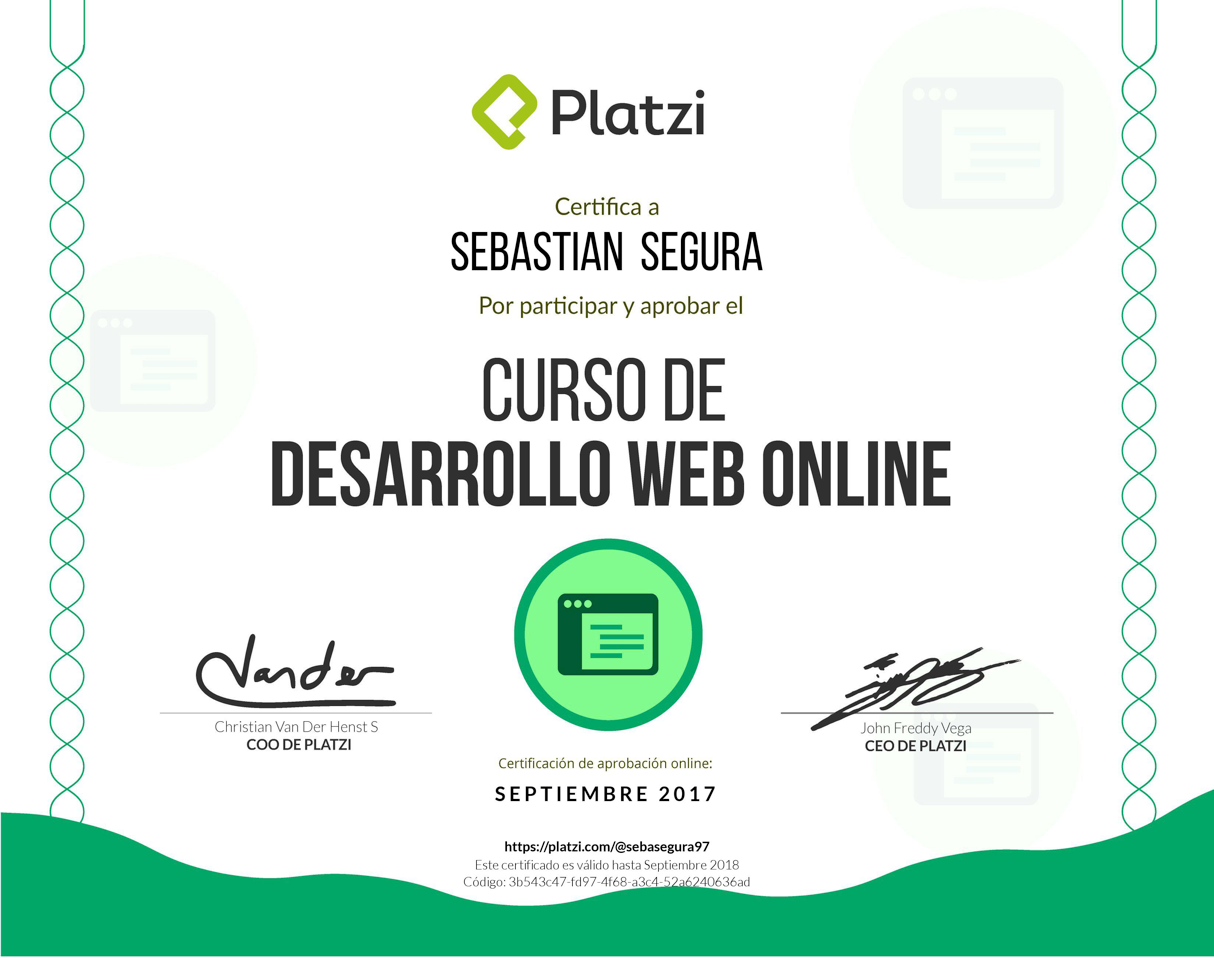 Platzi
Certifica a
SEBASTIAN SEGURA
Por participar y aprobar el
CURSO DE
DESARROLLO WEB ONLINE
Vander
Christian Van Der Henst S
COO DE PLATZI
John Freddy Vega
CEO DE PLATZI
Certificación de aprobación online:
SEPTIEMBRE 2017
https://platzi.com/@sebasegura97
Este certificado es válido hasta Septiembre 2018
Código: 3b543c47-fd97-4f68-a3c4-52a6240636ad